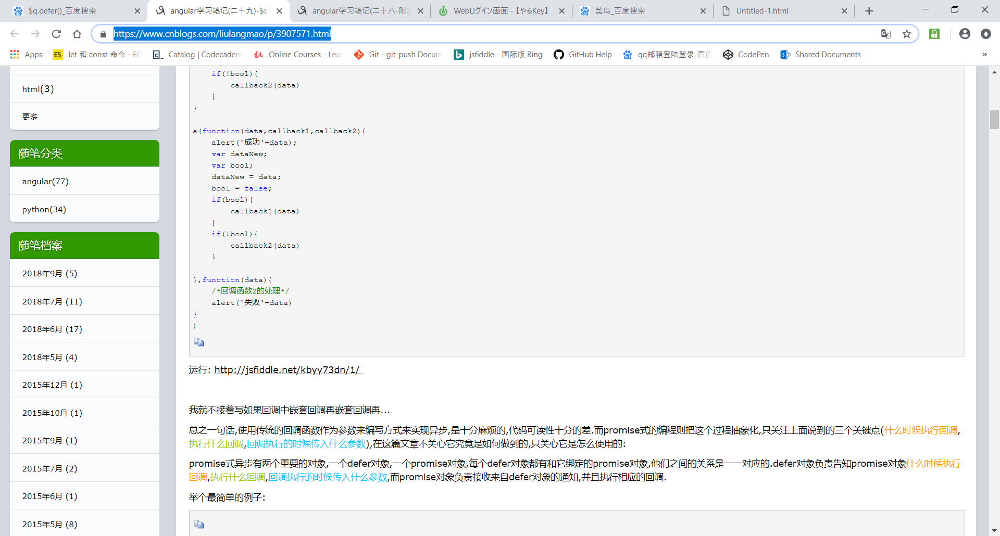 $q.defer()_百度搜索
angular学习笔记(二十九)-$q
angular学习笔记(二十八-附2
Webログイン画面 -【やるKey】
菜鸟_百度搜索
Untitled-1.html
https://www.cnblogs.com/liulangmao/p/3907571.html
Apps
ES let 和 const 命令 - EC
Catalog | Codecadem
Online Courses - Lear
Git - git-push Docum
jsfiddle - 国际版 Bing
GitHub Help
qq邮箱登陆登录_百度
CodePen
Shared Documents -
»
html(3)
更多
随笔分类
angular(77)
python(34)
随笔档案
2018年9月 (5)
2018年7月 (11)
2018年6月 (17)
2018年5月 (4)
2015年12月 (1)
2015年10月 (1)
2015年9月 (1)
2015年7月 (2)
2015年6月 (1)
2015年5月 (8)
if(!bool){
callback2(data)
}
}
a(function(data,callback1,callback2){
alert('成功'+data);
var dataNew;
var bool;
dataNew = data;
bool = false;
if(bool){
callback1(data)
}
if(!bool){
callback2(data)
}
},function(data){
/*回调函数2的处理*/
alert('失败'+data)
}
)
运行: http://jsfiddle.net/kbyy73dn/1/
我就不接着写如果回调中嵌套回调再嵌套回调再...
总之一句话,使用传统的回调函数作为参数来编写方式来实现异步,是十分麻烦的,代码可读性十分的差.而promise式的编程则把这个过程抽象化,只关注上面说到的三个关键点(什么时候执行回调,
执行什么回调,回调执行的时候传入什么参数),在这篇文章不关心它究竟是如何做到的,只关心它是怎么使用的:
promise式异步有两个重要的对象,一个defer对象,一个promise对象,每个defer对象都有和它绑定的promise对象,他们之间的关系是一一对应的.defer对象负责告知promise对象什么时候执行
回调,执行什么回调,回调执行的时候传入什么参数,而promise对象负责接收来自defer对象的通知,并且执行相应的回调.
举个最简单的例子: